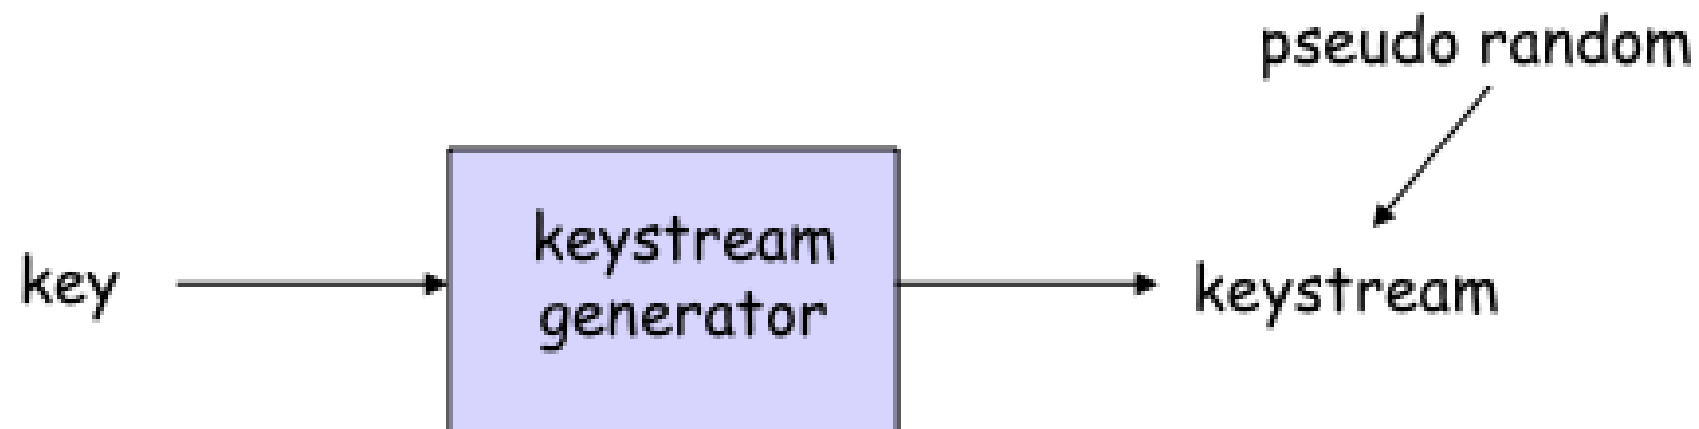 pseudo random
key
keystream
generator
keystream